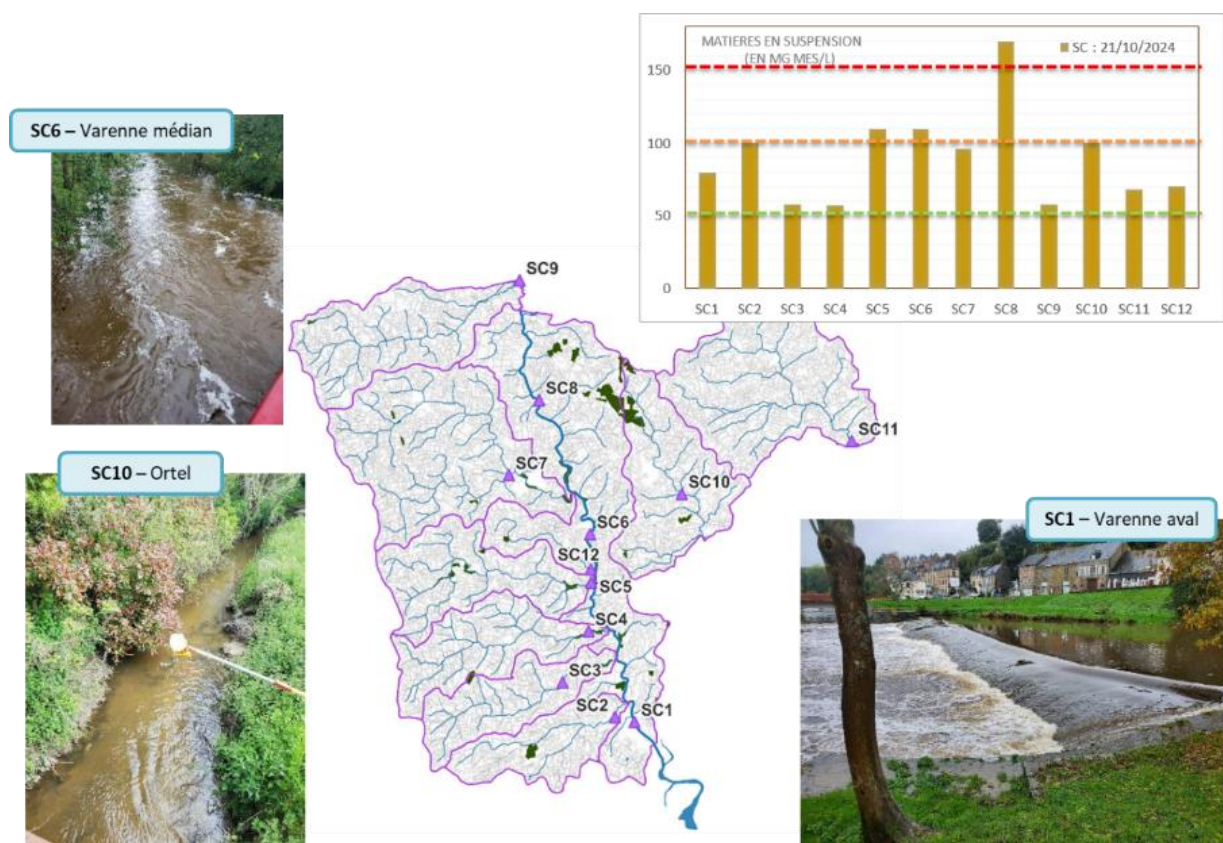 MATIERES EN SUSPENSION
(EN MG MES/L)
SC : 21/10/2024
150
100
50
0
SC1 SC2 SC3 SC4 SC5 SC6 SC7 SC8 SC9 SC10 SC11 SC12
SC6 – Varenne médian
SC9
SC8
SC11
SC7
SC10
SC10 – Ortel
SC6
SC1 – Varenne aval
SC12
SC5
SC4
SC3
SC2
SC1